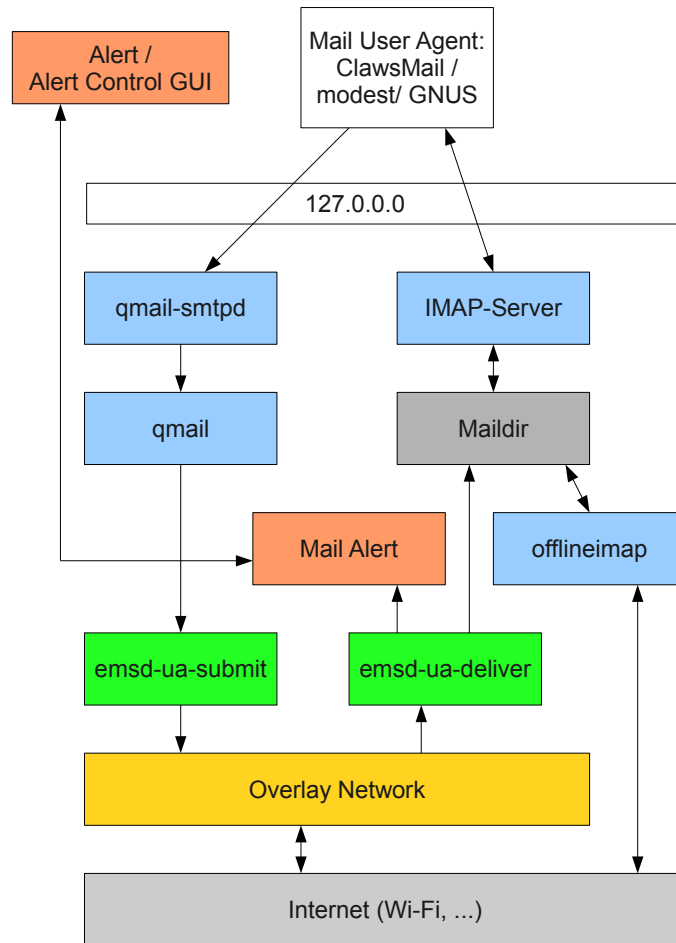 Alert /
Alert Control GUI
Mail User Agent:
ClawsMail /
modest/ GNUS
127.0.0.0
qmail-smtpd
IMAP-Server
qmail
Maildir
Mail Alert
offlineimap
emsd-ua-submit
emsd-ua-deliver
Overlay Network
Internet (Wi-Fi, ...)